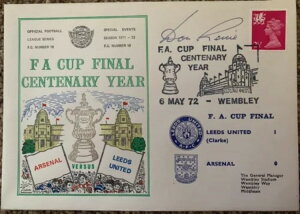 OFFICIAL FOOTBALL
LEAGUE SERIES
F.G. NUMBER 18
SPECIAL EVENTS
SEASON 1971 - 72
F.G. NUMBER 18
F A CUP FINAL
CENTENARY YEAR
ARSENAL
VERSUS
LEEDS
UNITED
Don Revie
F.A. CUP FINAL
CENTENARY
YEAR
6 MAY 72 - WEMBLEY
F. A. CUP FINAL
LEEDS UNITED 1
(Clarke)
ARSENAL 0
The General Manager
Wembley Stadium
Wembley Way
Wembley
Middlesex